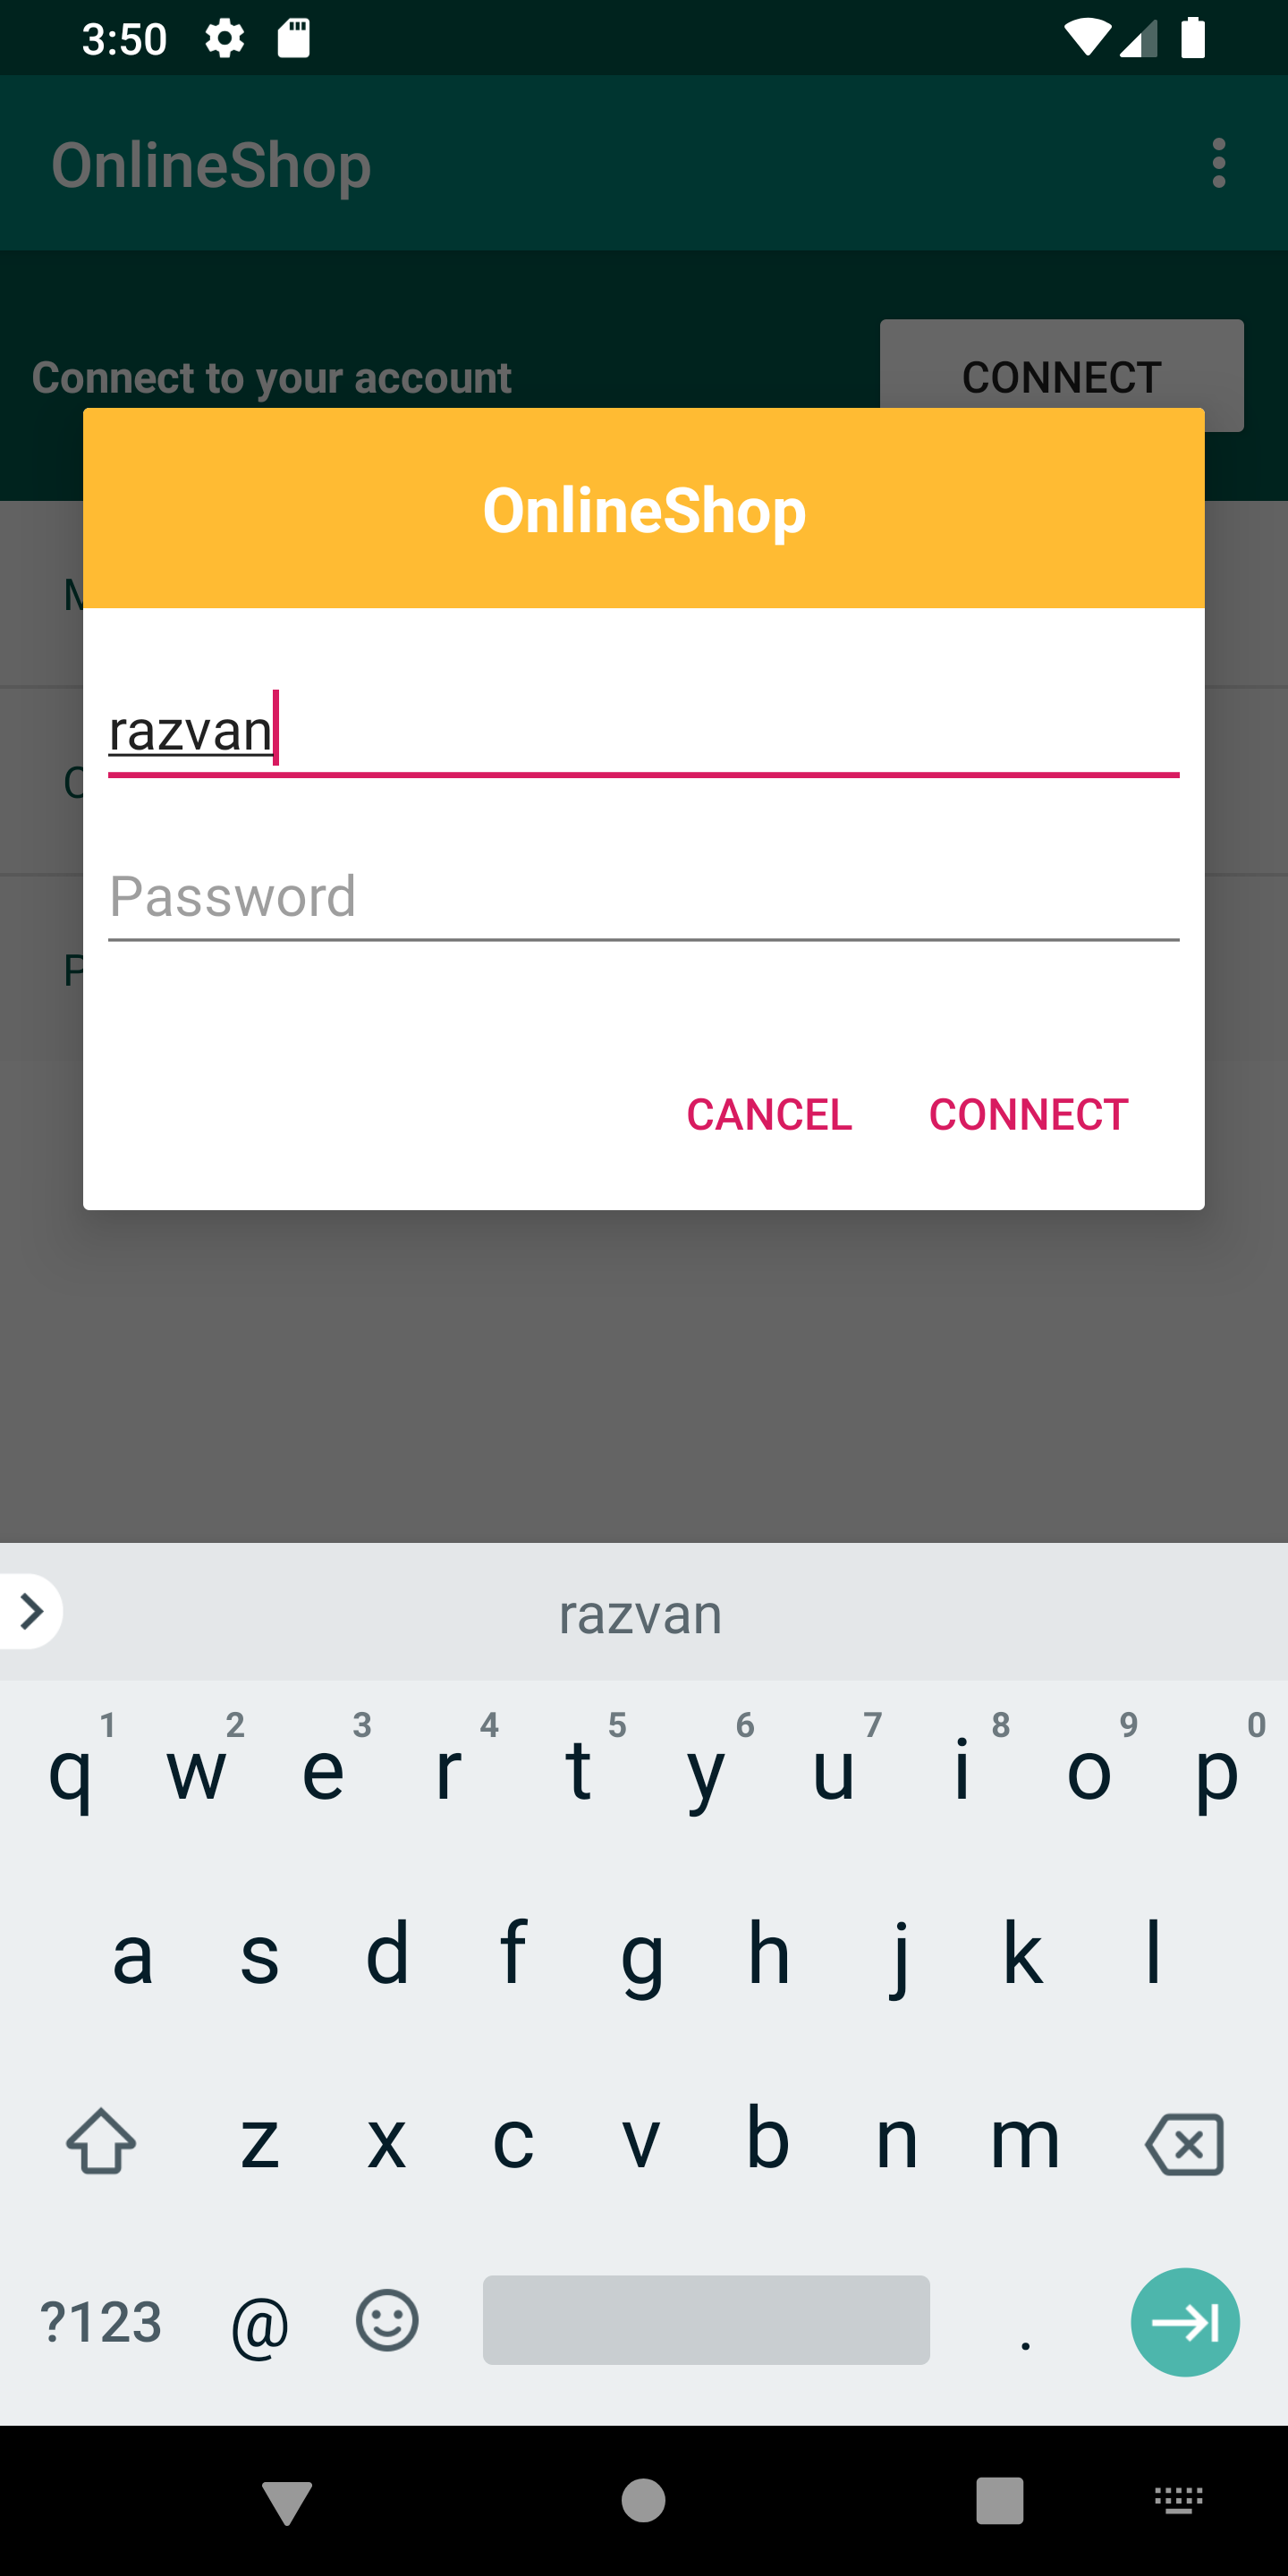 3:50
OnlineShop
Connect to your account
CONNECT
OnlineShop
razvan
Password
CANCEL CONNECT
razvan
1 2 3 4 5 6 7 8 9 0
q w e r t y u i o p
a s d f g h j k l
z x c v b n m
?123 @ .